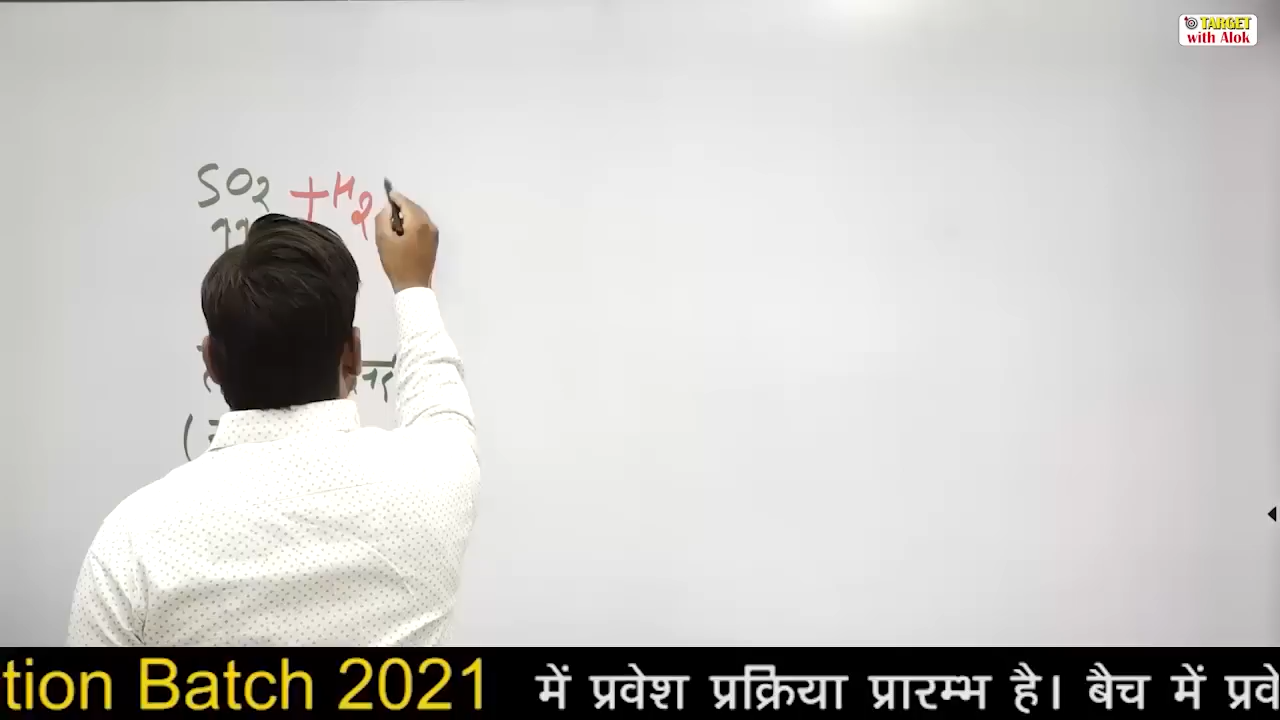 TARGET
with Alok
SO2 + H2
tion Batch 2021 में प्रवेश प्रक्रिया प्रारम्भ है। बैच में प्रवे